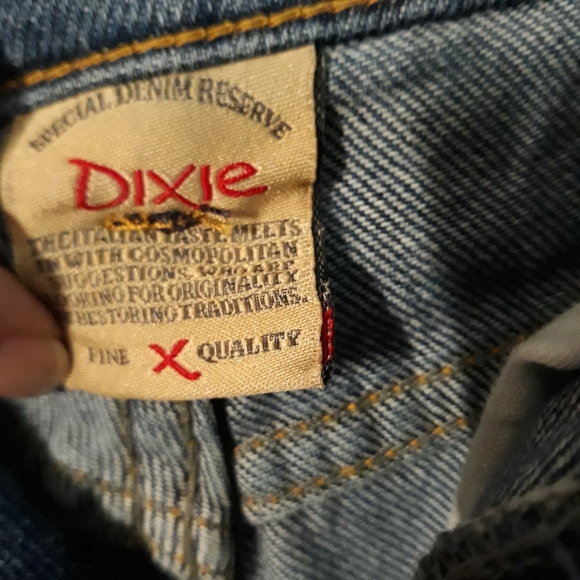 SPECIAL DENIM RESERVE
DIXIE
THE ITALIAN TASTE MEETS
IN WITH COSMOPOLITAN
SUGGESTIONS. WHO ARE
FOR ORIGINALITY
RESTORING TRADITIONS.
FINE X QUALITY